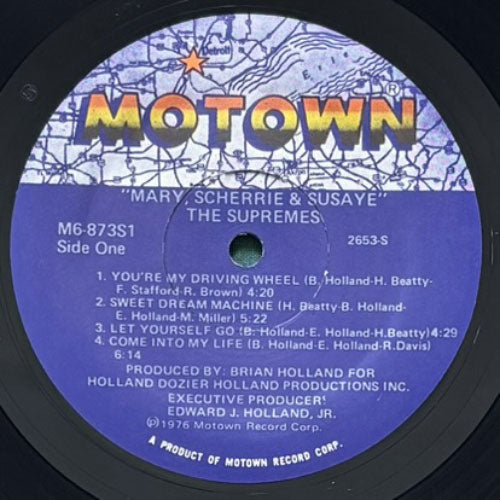 Detroit
MOTOWN®
"MARY, SCHERRIE & SUSAYE"
THE SUPREMES
M6-873S1
Side One
2653-S
1. YOU'RE MY DRIVING WHEEL (B. Holland-H. Beatty-
F. Stafford-R. Brown) 4:20
2. SWEET DREAM MACHINE (H. Beatty-B. Holland-
E. Holland-M. Miller) 5:22
3. LET YOURSELF GO (B. Holland-E. Holland-H.Beatty) 4:29
4. COME INTO MY LIFE (B. Holland-E. Holland-R.Davis)
6:14
PRODUCED BY: BRIAN HOLLAND FOR
HOLLAND DOZIER HOLLAND PRODUCTIONS INC.
EXECUTIVE PRODUCER:
EDWARD J. HOLLAND, JR.
℗1976 Motown Record Corp.
A PRODUCT OF MOTOWN RECORD CORP.